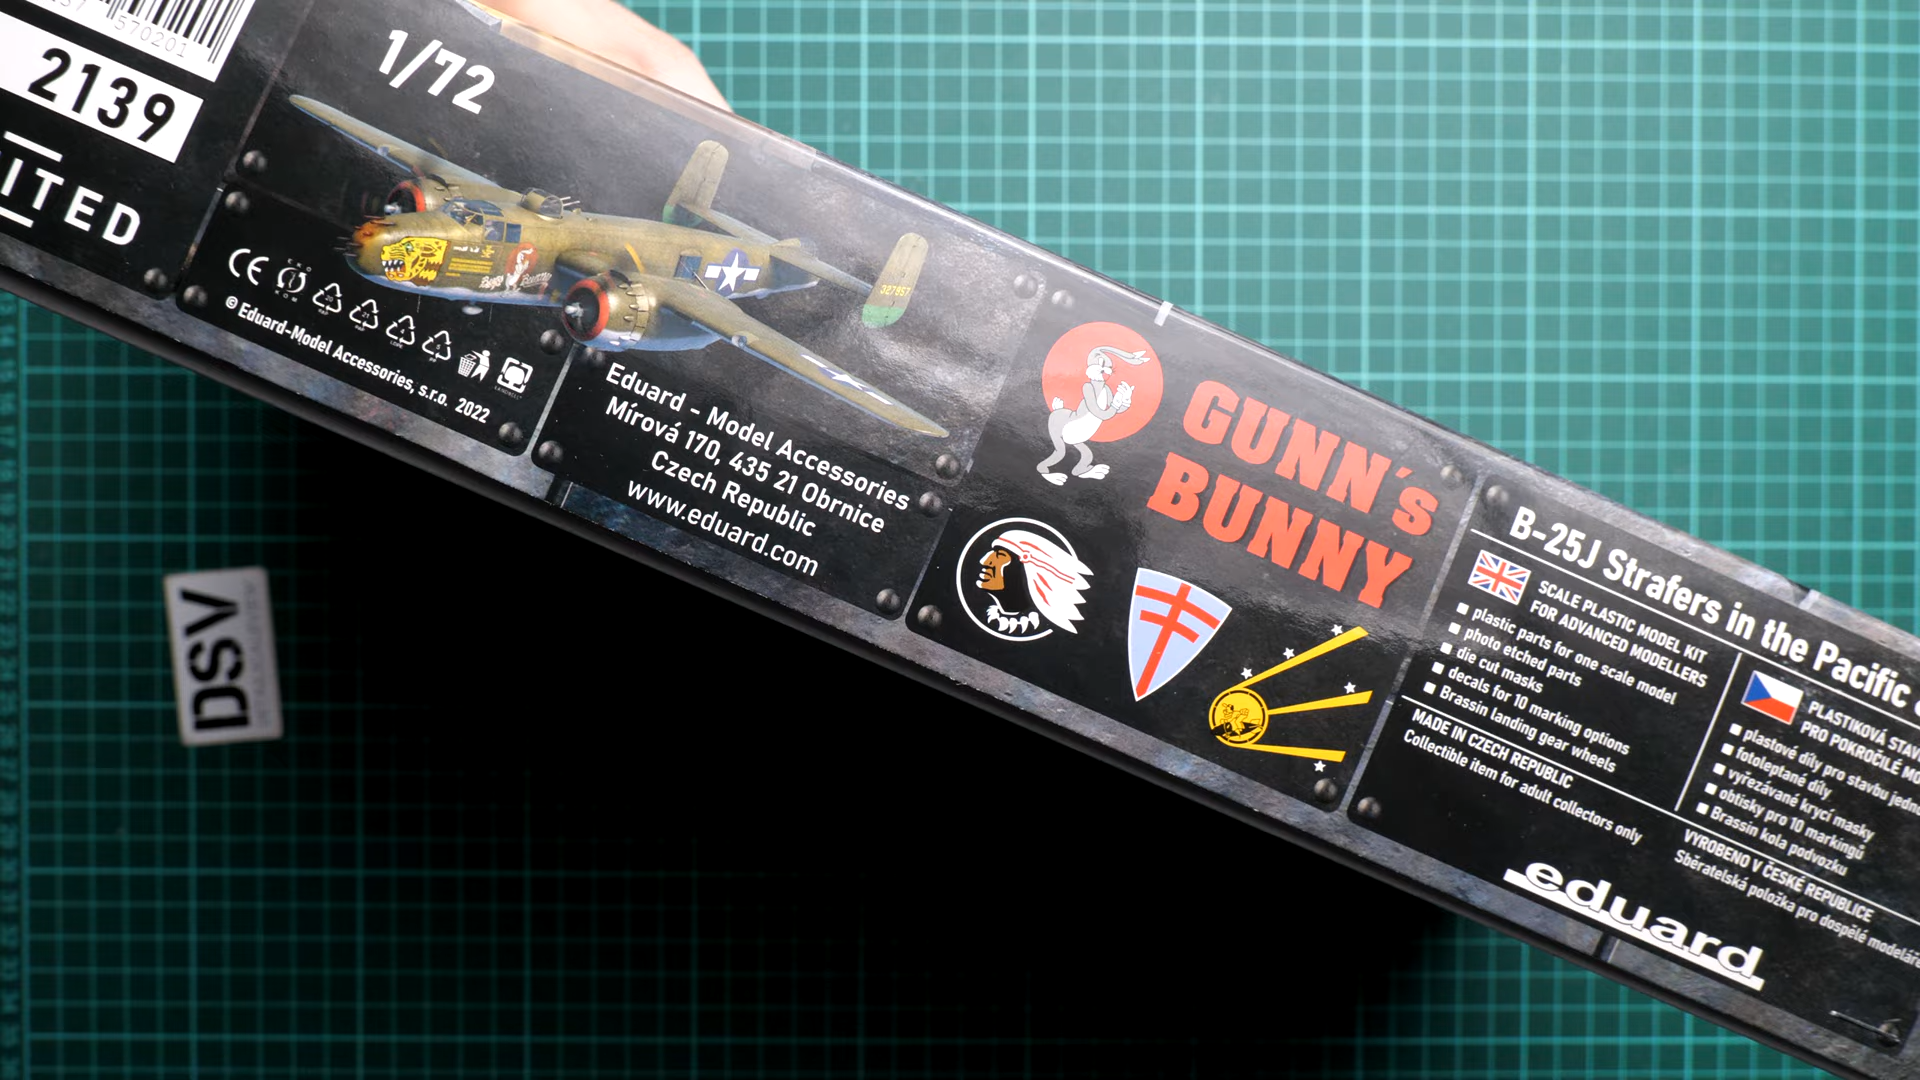 570201
2139
ITED
1/72
327957
CE
© Eduard-Model Accessories, s.r.o. 2022
Eduard - Model Accessories
Mírová 170, 435 21 Obrnice
Czech Republic
www.eduard.com
GUNN´s
BUNNY
B-25J Strafers in the Pacific
SCALE PLASTIC MODEL KIT
FOR ADVANCED MODELLERS
■ plastic parts for one scale model
■ photo etched parts
■ die cut masks
■ decals for 10 marking options
■ Brassin landing gear wheels
MADE IN CZECH REPUBLIC
Collectible item for adult collectors only
PLASTIKOVÁ STAV
PRO POKROČILÉ MO
■ plastové díly pro stavbu jedno
■ fotoleptané díly
■ vyřezávané krycí masky
■ obtisky pro 10 markingů
■ Brassin kola podvozku
VYROBENO V ČESKÉ REPUBLICE
Sběratelská položka pro dospělé modeláře
eduard
DSV